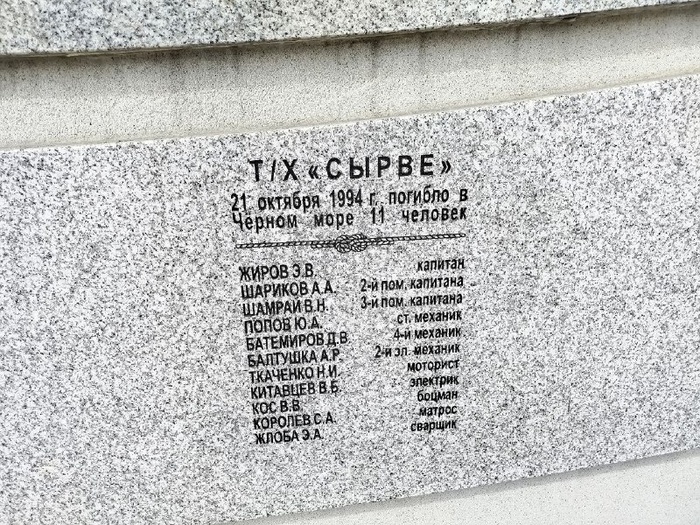 Т/Х «СЫРВЕ»
21 октября 1994 г. погибло в
Черном море 11 человек
ЖИРОВ Э.В. капитан
ШАРИКОВ А.А. 2-й пом. капитана
ШАМРАЙ В.Н. 3-й пом. капитана
ПОПОВ Ю.А. ст. механик
БАТЕМИРОВ Д.В. 4-й механик
БАЛТУШКА А.Р. 2-й эл. механик
ТКАЧЕНКО Н.И. моторист
КИТАВЦЕВ В.Б. электрик
КОС В.В. боцман
КОРОЛЕВ С.А. матрос
ЖЛОБА Э.А. сварщик